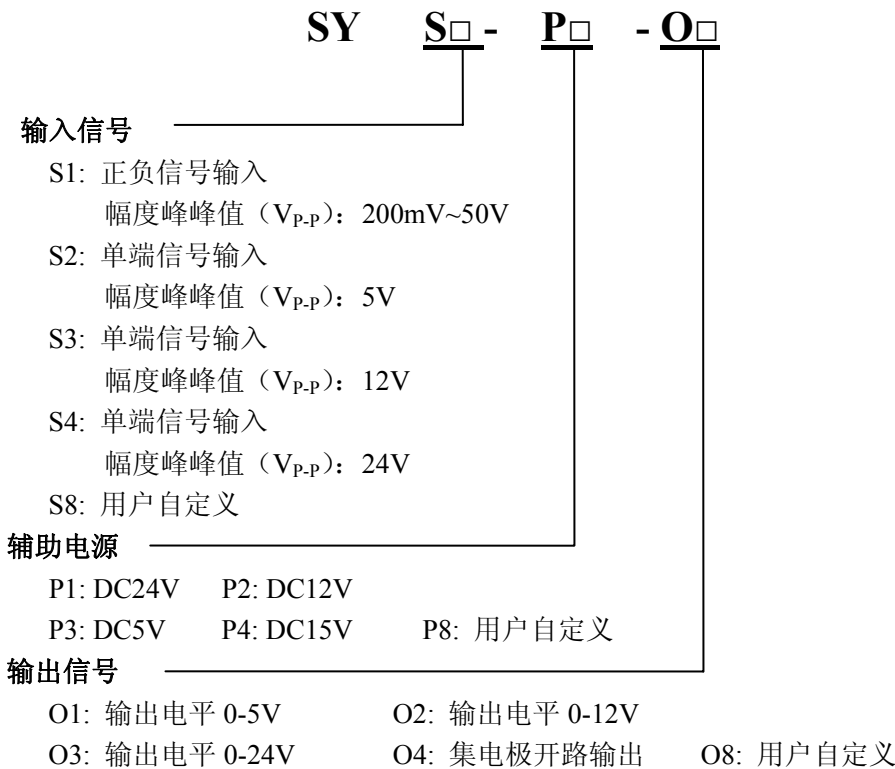 SY S□ - P□ - O□
输入信号
S1: 正负信号输入
幅度峰峰值（VP-P）：200mV~50V
S2: 单端信号输入
幅度峰峰值（VP-P）：5V
S3: 单端信号输入
幅度峰峰值（VP-P）：12V
S4: 单端信号输入
幅度峰峰值（VP-P）：24V
S8: 用户自定义
辅助电源
P1: DC24V P2: DC12V
P3: DC5V P4: DC15V P8: 用户自定义
输出信号
O1: 输出电平 0-5V O2: 输出电平 0-12V
O3: 输出电平 0-24V O4: 集电极开路输出 O8: 用户自定义